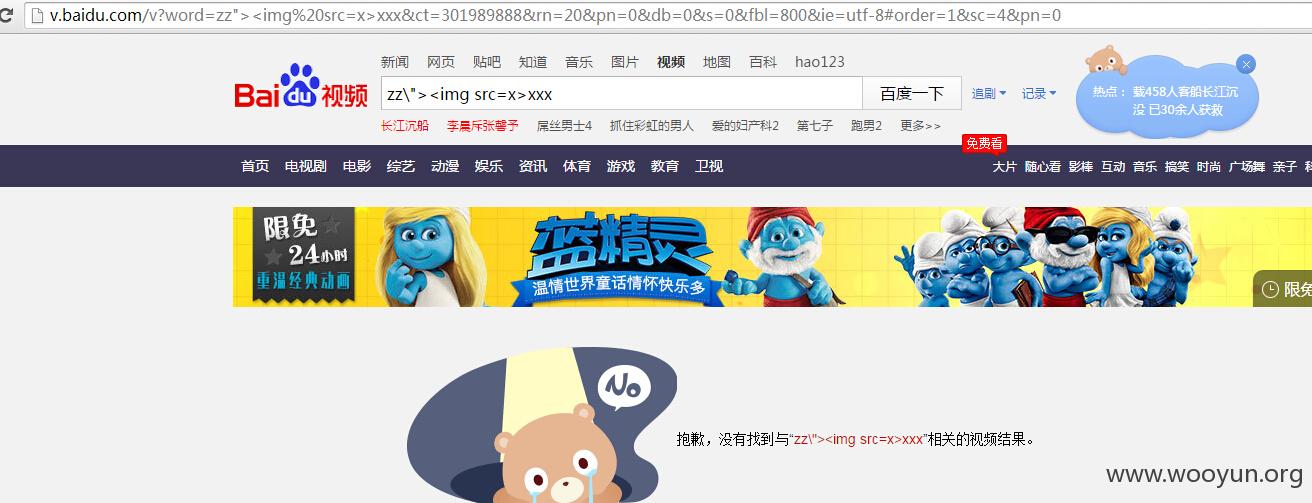 v.baidu.com/v?word=zz"><img%20src=x>xxx&ct=301989888&rn=20&pn=0&db=0&s=0&fbl=800&ie=utf-8#order=1&sc=4&pn=0
新闻 网页 贴吧 知道 音乐 图片 视频 地图 百科 hao123
Bai du 视频
zz\"><img src=x>xxx 百度一下 追剧 记录
热点： 载458人客船长江沉
没 已30余人获救
长江沉船 李晨斥张馨予 屌丝男士4 抓住彩虹的男人 爱的妇产科2 第七子 跑男2 更多>>
免费看
首页 电视剧 电影 综艺 动漫 娱乐 资讯 体育 游戏 教育 卫视 大片 随心看 影棒 互动 音乐 搞笑 时尚 广场舞 亲子
限免
24小时
重温经典动画
蓝精灵
温情世界童话情怀快乐多
限免
No
抱歉，没有找到与“zz\"><img src=x>xxx”相关的视频结果。
www.wooyun.org